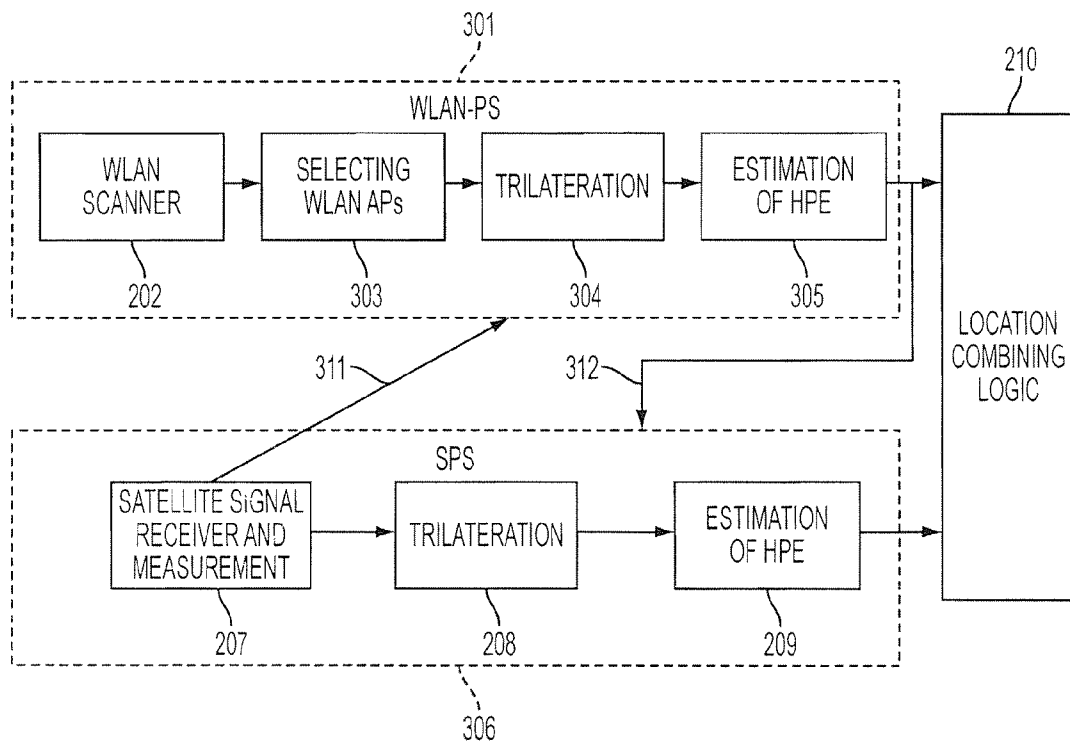 301
210
WLAN-PS
WLAN
SCANNER
SELECTING
WLAN APs
TRILATERATION
ESTIMATION
OF HPE
202
303
304
305
311
312
LOCATION
COMBINING
LOGIC
SPS
SATELLITE SIGNAL
RECEIVER AND
MEASUREMENT
TRILATERATION
ESTIMATION
OF HPE
207
208
209
306